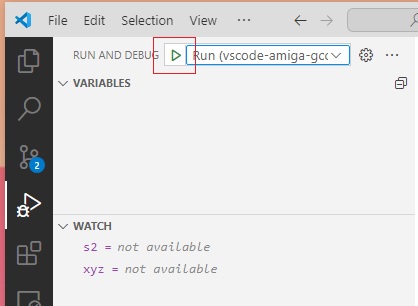 File Edit Selection View ...
RUN AND DEBUG Run (vscode-amiga-gcc ...
VARIABLES
2
WATCH
s2 = not available
xyz = not available